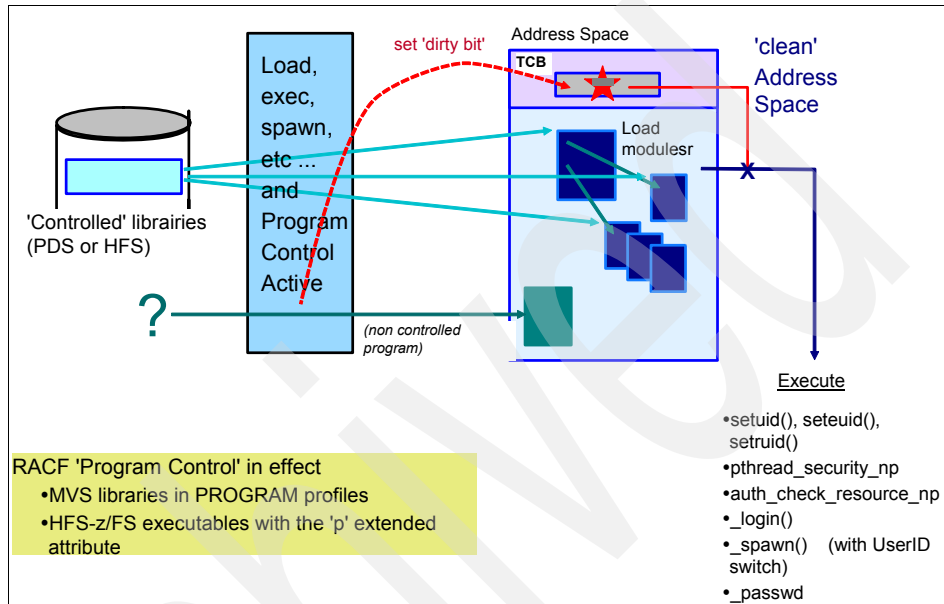 set 'dirty bit'
Address Space
TCB
'clean'
Address
Space
Load,
exec,
spawn,
etc ...
and
Program
Control
Active
Load
modulesr
x
'Controlled' librairies
(PDS or HFS)
?
(non controlled
program)
Execute
•setuid(), seteuid(),
setruid()
•pthread_security_np
•auth_check_resource_np
•_login()
•_spawn() (with UserID
switch)
•_passwd
RACF 'Program Control' in effect
•MVS libraries in PROGRAM profiles
•HFS-z/FS executables with the 'p' extended
attribute